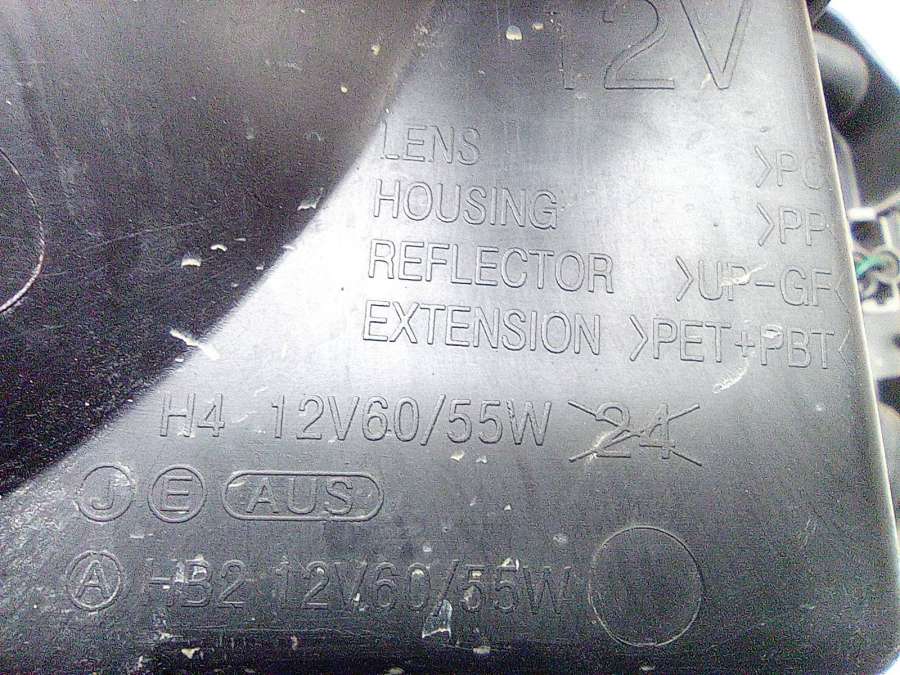 12V
LENS >PC
HOUSING >PP
REFLECTOR >UP-GF<
EXTENSION >PET+PBT<
H4 12V60/55W 24
J E AUS
A HB2 12V60/55W